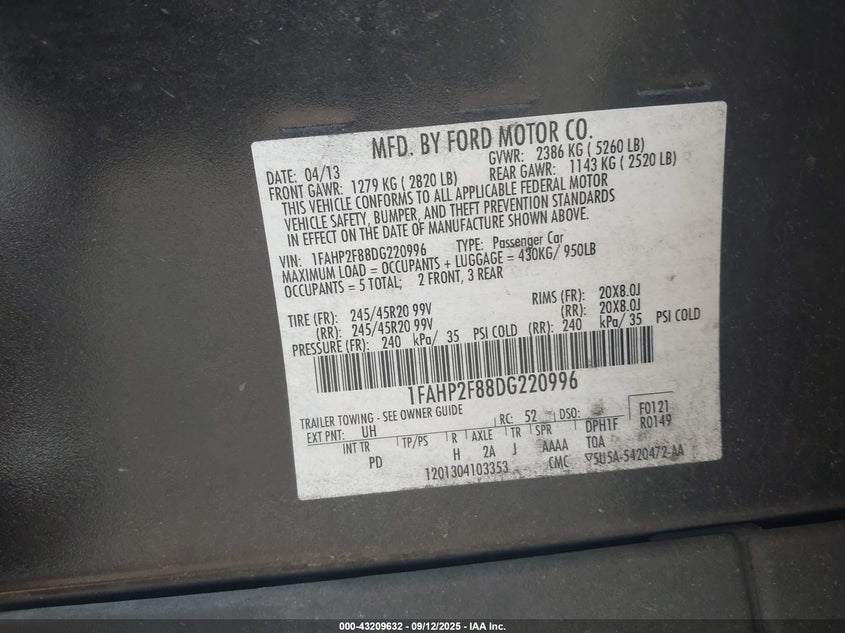 MFD. BY FORD MOTOR CO.
DATE: 04/13 GVWR: 2386 KG ( 5260 LB)
FRONT GAWR: 1279 KG ( 2820 LB) REAR GAWR: 1143 KG ( 2520 LB)
THIS VEHICLE CONFORMS TO ALL APPLICABLE FEDERAL MOTOR
VEHICLE SAFETY, BUMPER, AND THEFT PREVENTION STANDARDS
IN EFFECT ON THE DATE OF MANUFACTURE SHOWN ABOVE.
VIN: 1FAHP2F88DG220996 TYPE: Passenger Car
MAXIMUM LOAD = OCCUPANTS + LUGGAGE = 430KG/ 950LB
OCCUPANTS = 5 TOTAL; 2 FRONT, 3 REAR
TIRE (FR): 245/45R20 99V RIMS (FR): 20X8.0J
(RR): 245/45R20 99V (RR): 20X8.0J
PRESSURE (FR): 240 kPa/ 35 PSI COLD (RR): 240 kPa/ 35 PSI COLD
1FAHP2F88DG220996
TRAILER TOWING - SEE OWNER GUIDE
EXT PNT: UH RC: 52 DSO: F0121
INT TR TP/PS R AXLE TR SPR DPH1F R0149
PD H 2A J AAAA TOA
1201304103353 CMC 5U5A-5420472-AA
000-43209632 - 09/12/2025 - IAA Inc.